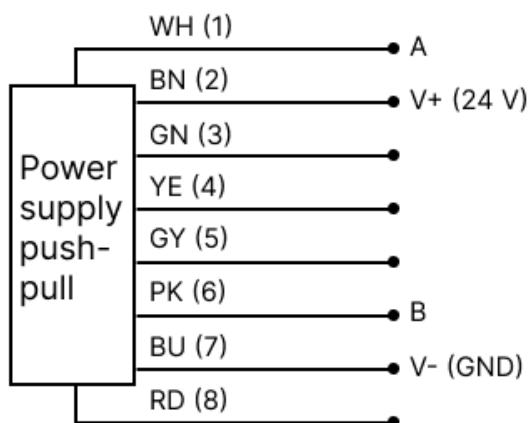 WH (1)
A
BN (2)
V+ (24 V)
GN (3)
YE (4)
GY (5)
PK (6)
B
BU (7)
V- (GND)
RD (8)
Power
supply
push-
pull